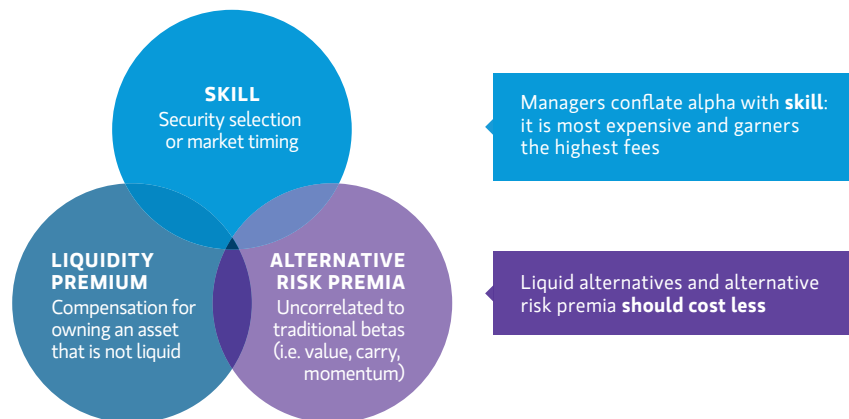 SKILL
Security selection
or market timing
Managers conflate alpha with skill:
it is most expensive and garners
the highest fees
LIQUIDITY
PREMIUM
Compensation for
owning an asset
that is not liquid
ALTERNATIVE
RISK PREMIA
Uncorrelated to
traditional betas
(i.e. value, carry,
momentum)
Liquid alternatives and alternative
risk premia should cost less